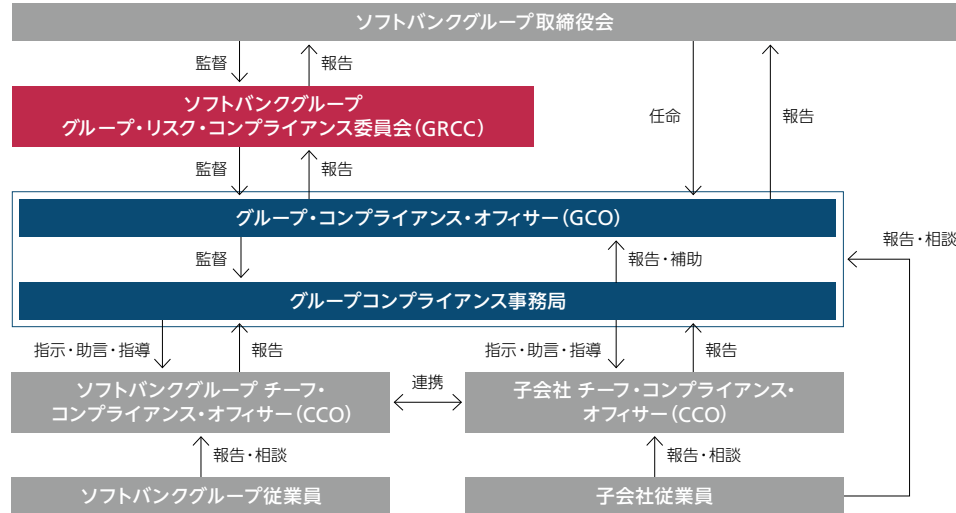 ソフトバンクグループ取締役会
監督
報告
任命
報告
ソフトバンクグループ
グループ・リスク・コンプライアンス委員会(GRCC)
監督
報告
グループ・コンプライアンス・オフィサー(GCO)
監督
報告・補助
報告・相談
グループコンプライアンス事務局
指示・助言・指導
報告
指示・助言・指導
報告
ソフトバンクグループ チーフ・
コンプライアンス・オフィサー(CCO)
連携
子会社 チーフ・コンプライアンス・
オフィサー(CCO)
報告・相談
報告・相談
ソフトバンクグループ従業員
子会社従業員